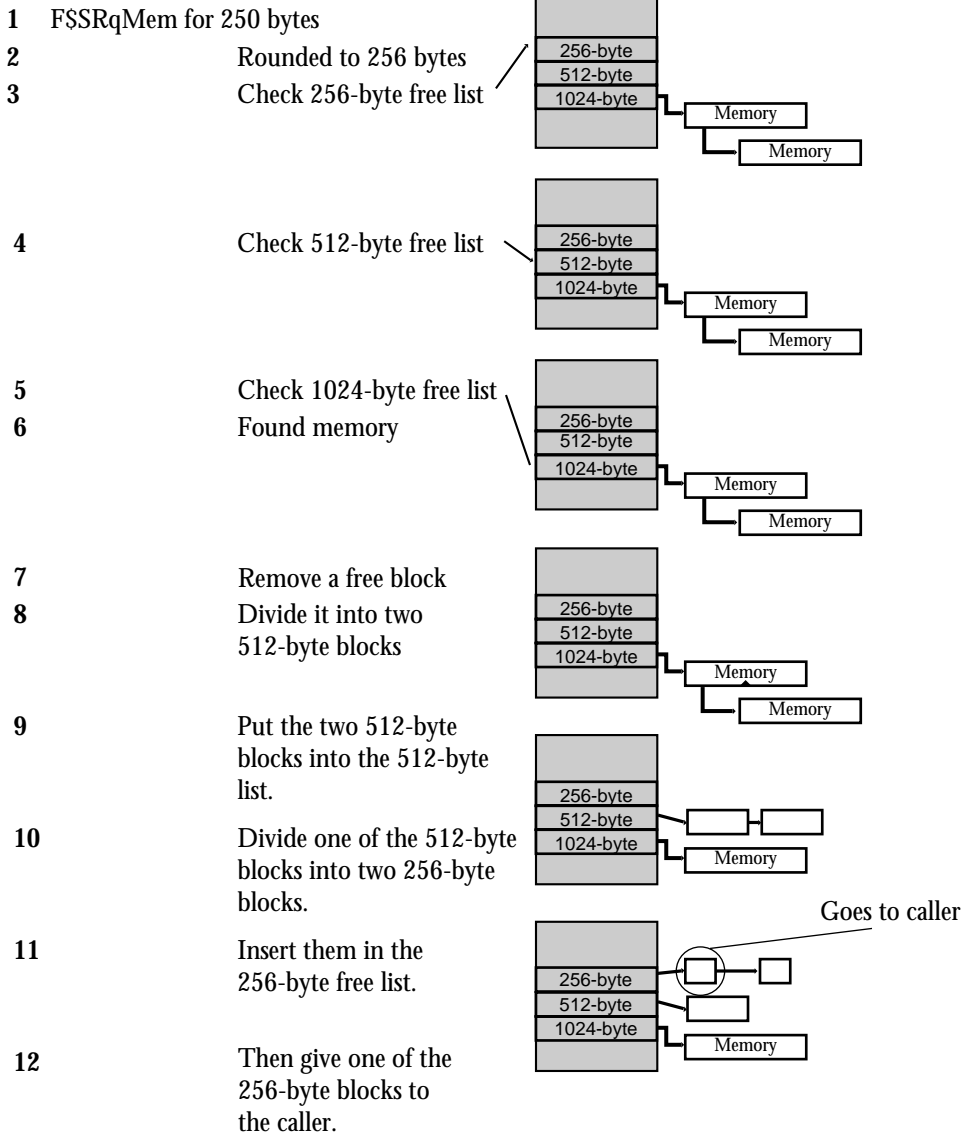 1 F$SRqMem for 250 bytes
2 Rounded to 256 bytes
3 Check 256-byte free list
256-byte
512-byte
1024-byte
Memory
Memory
4 Check 512-byte free list
256-byte
512-byte
1024-byte
Memory
Memory
5 Check 1024-byte free list
6 Found memory
256-byte
512-byte
1024-byte
Memory
Memory
7 Remove a free block
8 Divide it into two
512-byte blocks
256-byte
512-byte
1024-byte
Memory
Memory
9 Put the two 512-byte
blocks into the 512-byte
list.
10 Divide one of the 512-byte
blocks into two 256-byte
blocks.
256-byte
512-byte
1024-byte
Memory
Goes to caller
11 Insert them in the
256-byte free list.
12 Then give one of the
256-byte blocks to
the caller.
256-byte
512-byte
1024-byte
Memory